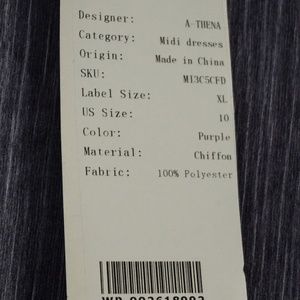 Designer: A-THENA
Category: Midi dresses
Origin: Made in China
SKU: MI3C5CFD
Label Size: XL
US Size: 10
Color: Purple
Material: Chiffon
Fabric: 100% Polyester